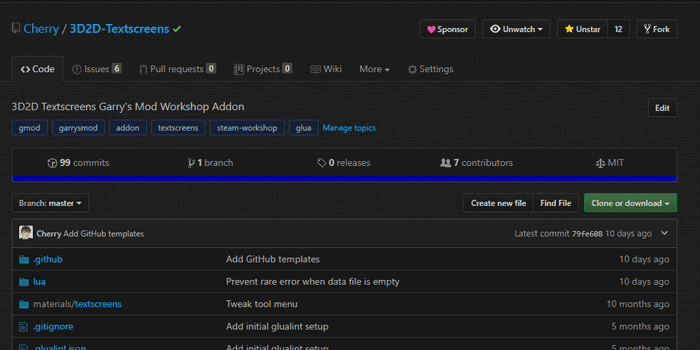 Cherry / 3D2D-Textscreens
Sponsor Unwatch Unstar 12 Fork
Code Issues 6 Pull requests 0 Projects 0 Wiki More Settings
3D2D Textscreens Garry's Mod Workshop Addon Edit
gmod garrysmod addon textscreens steam-workshop glua Manage topics
99 commits 1 branch 0 releases 7 contributors MIT
Branch: master Create new file Find File Clone or download
Cherry Add GitHub templates Latest commit 79fe608 10 days ago
.github Add GitHub templates 10 days ago
lua Prevent rare error when data file is empty 10 days ago
materials/textscreens Tweak tool menu 10 months ago
.gitignore Add initial glualint setup 5 months ago
.glualint.json Add initial glualint setup 5 months ago